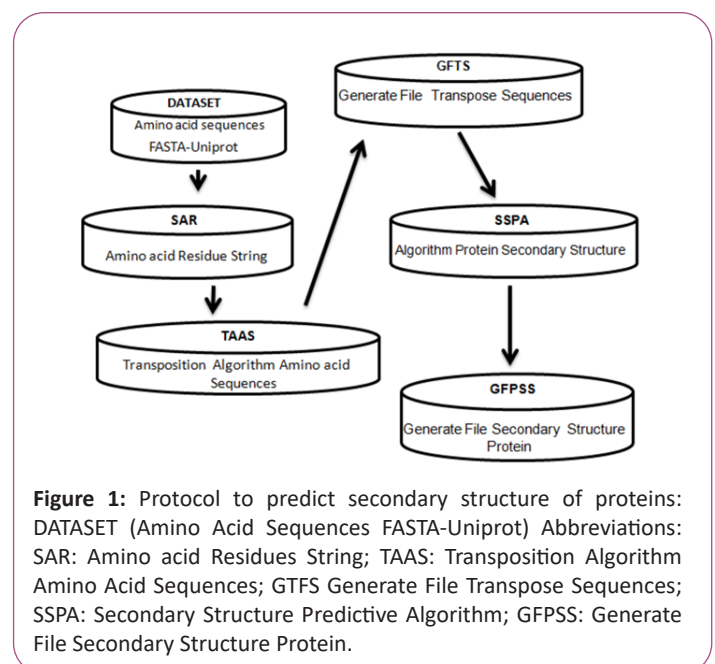 DATASET
Amino acid sequences
FASTA-Uniprot
SAR
Amino acid Residue String
TAAS
Transposition Algorithm Amino acid
Sequences
GFTS
Generate File Transpose Sequences
SSPA
Algorithm Protein Secondary Structure
GFPSS
Generate File Secondary Structure
Protein
Figure 1: Protocol to predict secondary structure of proteins:
DATASET (Amino Acid Sequences FASTA-Uniprot) Abbreviations:
SAR: Amino acid Residues String; TAAS: Transposition Algorithm
Amino Acid Sequences; GTFS Generate File Transpose Sequences;
SSPA: Secondary Structure Predictive Algorithm; GFPSS: Generate
File Secondary Structure Protein.